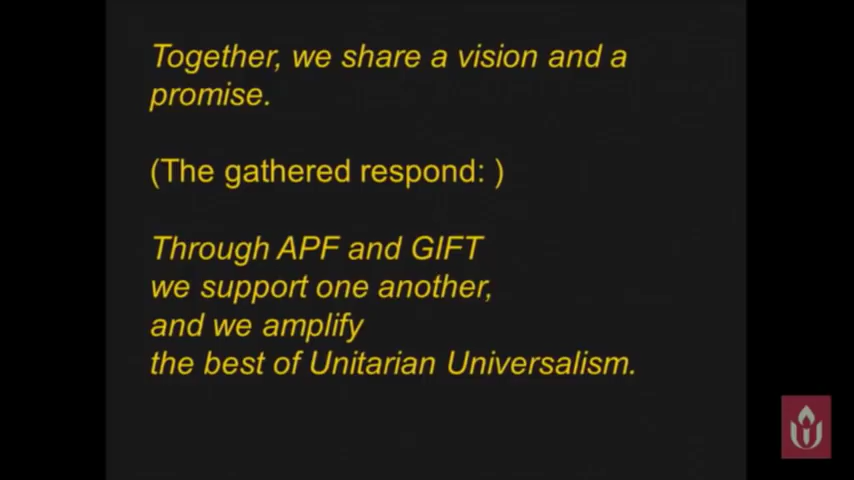 Together, we share a vision and a
promise.
(The gathered respond: )
Through APF and GIFT
we support one another,
and we amplify
the best of Unitarian Universalism.